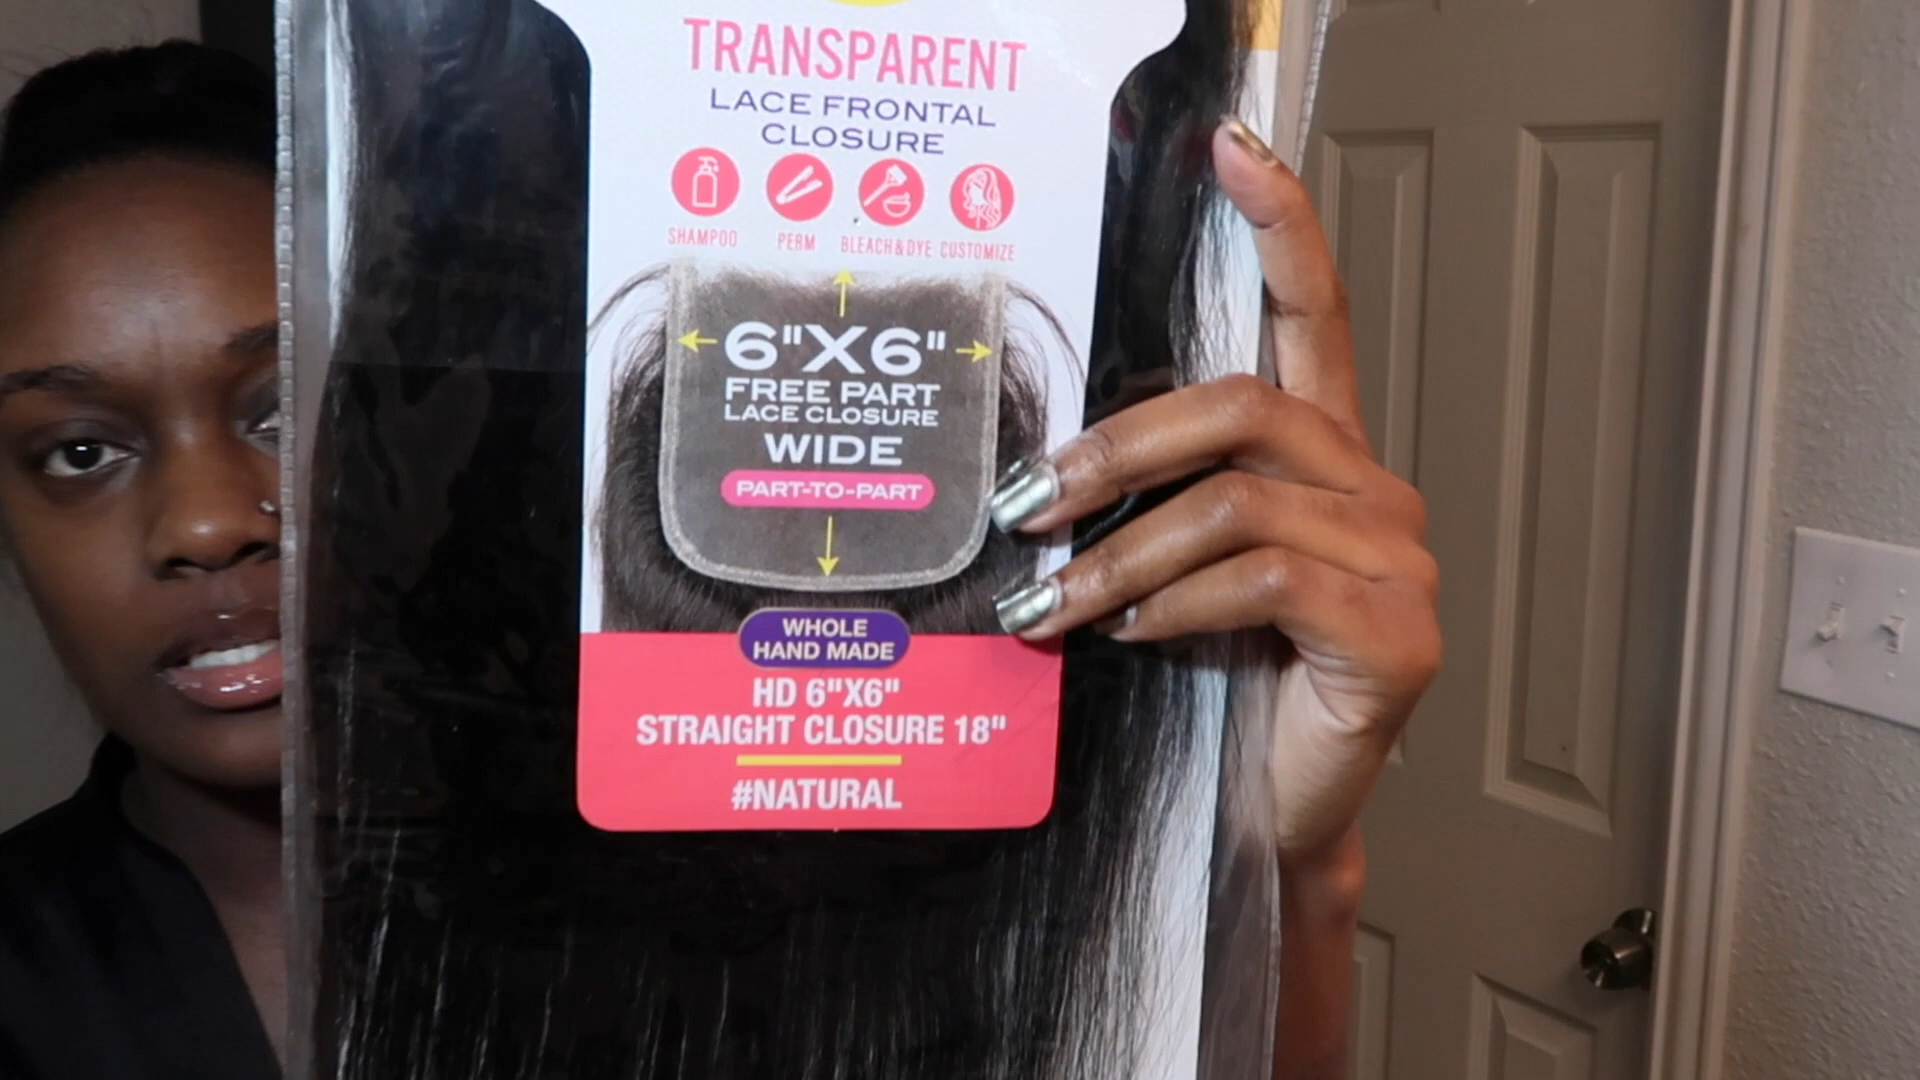 TRANSPARENT
LACE FRONTAL
CLOSURE
SHAMPOO PERM BLEACH&DYE CUSTOMIZE
6"X6"
FREE PART
LACE CLOSURE
WIDE
PART-TO-PART
WHOLE
HAND MADE
HD 6"X6"
STRAIGHT CLOSURE 18"
#NATURAL